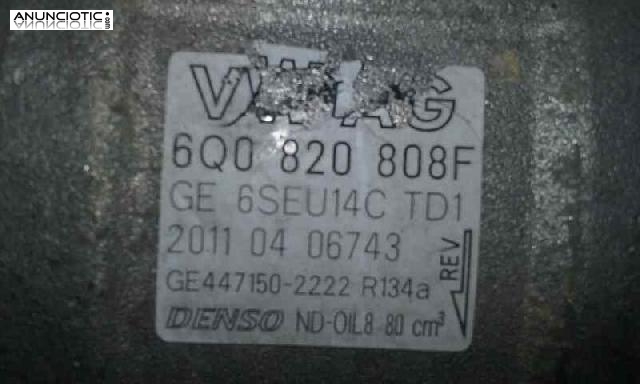 ANUNCIOTIC.com
VW AG
6Q0 820 808F
GE 6SEU14C TD1
2011 04 06743
GE447150-2222 R134a
REV
DENSO ND-OIL8 80 cm³